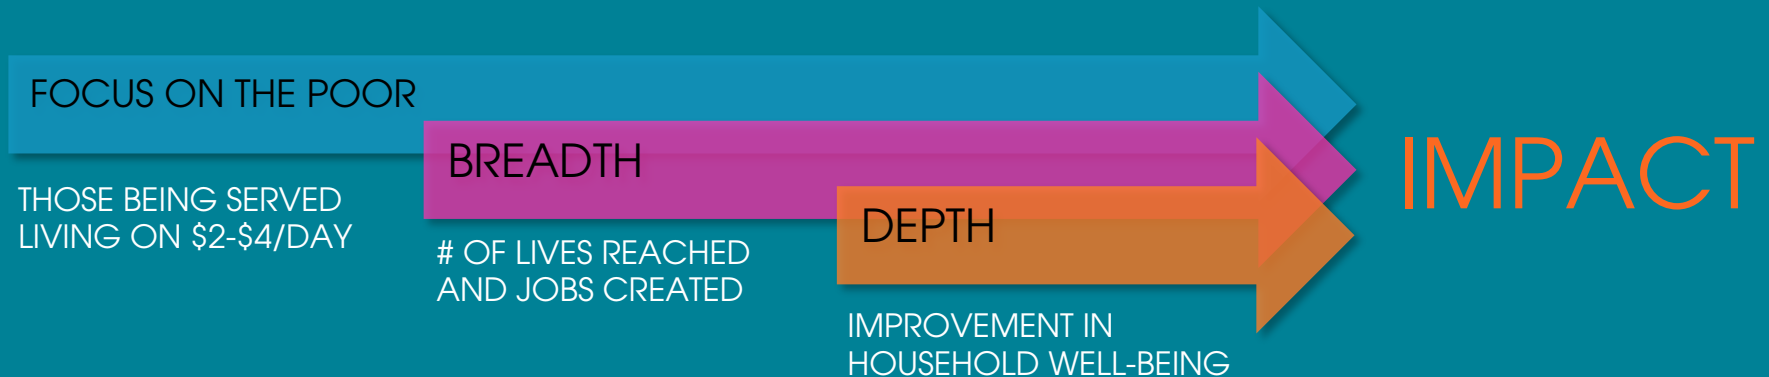 FOCUS ON THE POOR
THOSE BEING SERVED
LIVING ON $2-$4/DAY
BREADTH
# OF LIVES REACHED
AND JOBS CREATED
DEPTH
IMPROVEMENT IN
HOUSEHOLD WELL-BEING
IMPACT